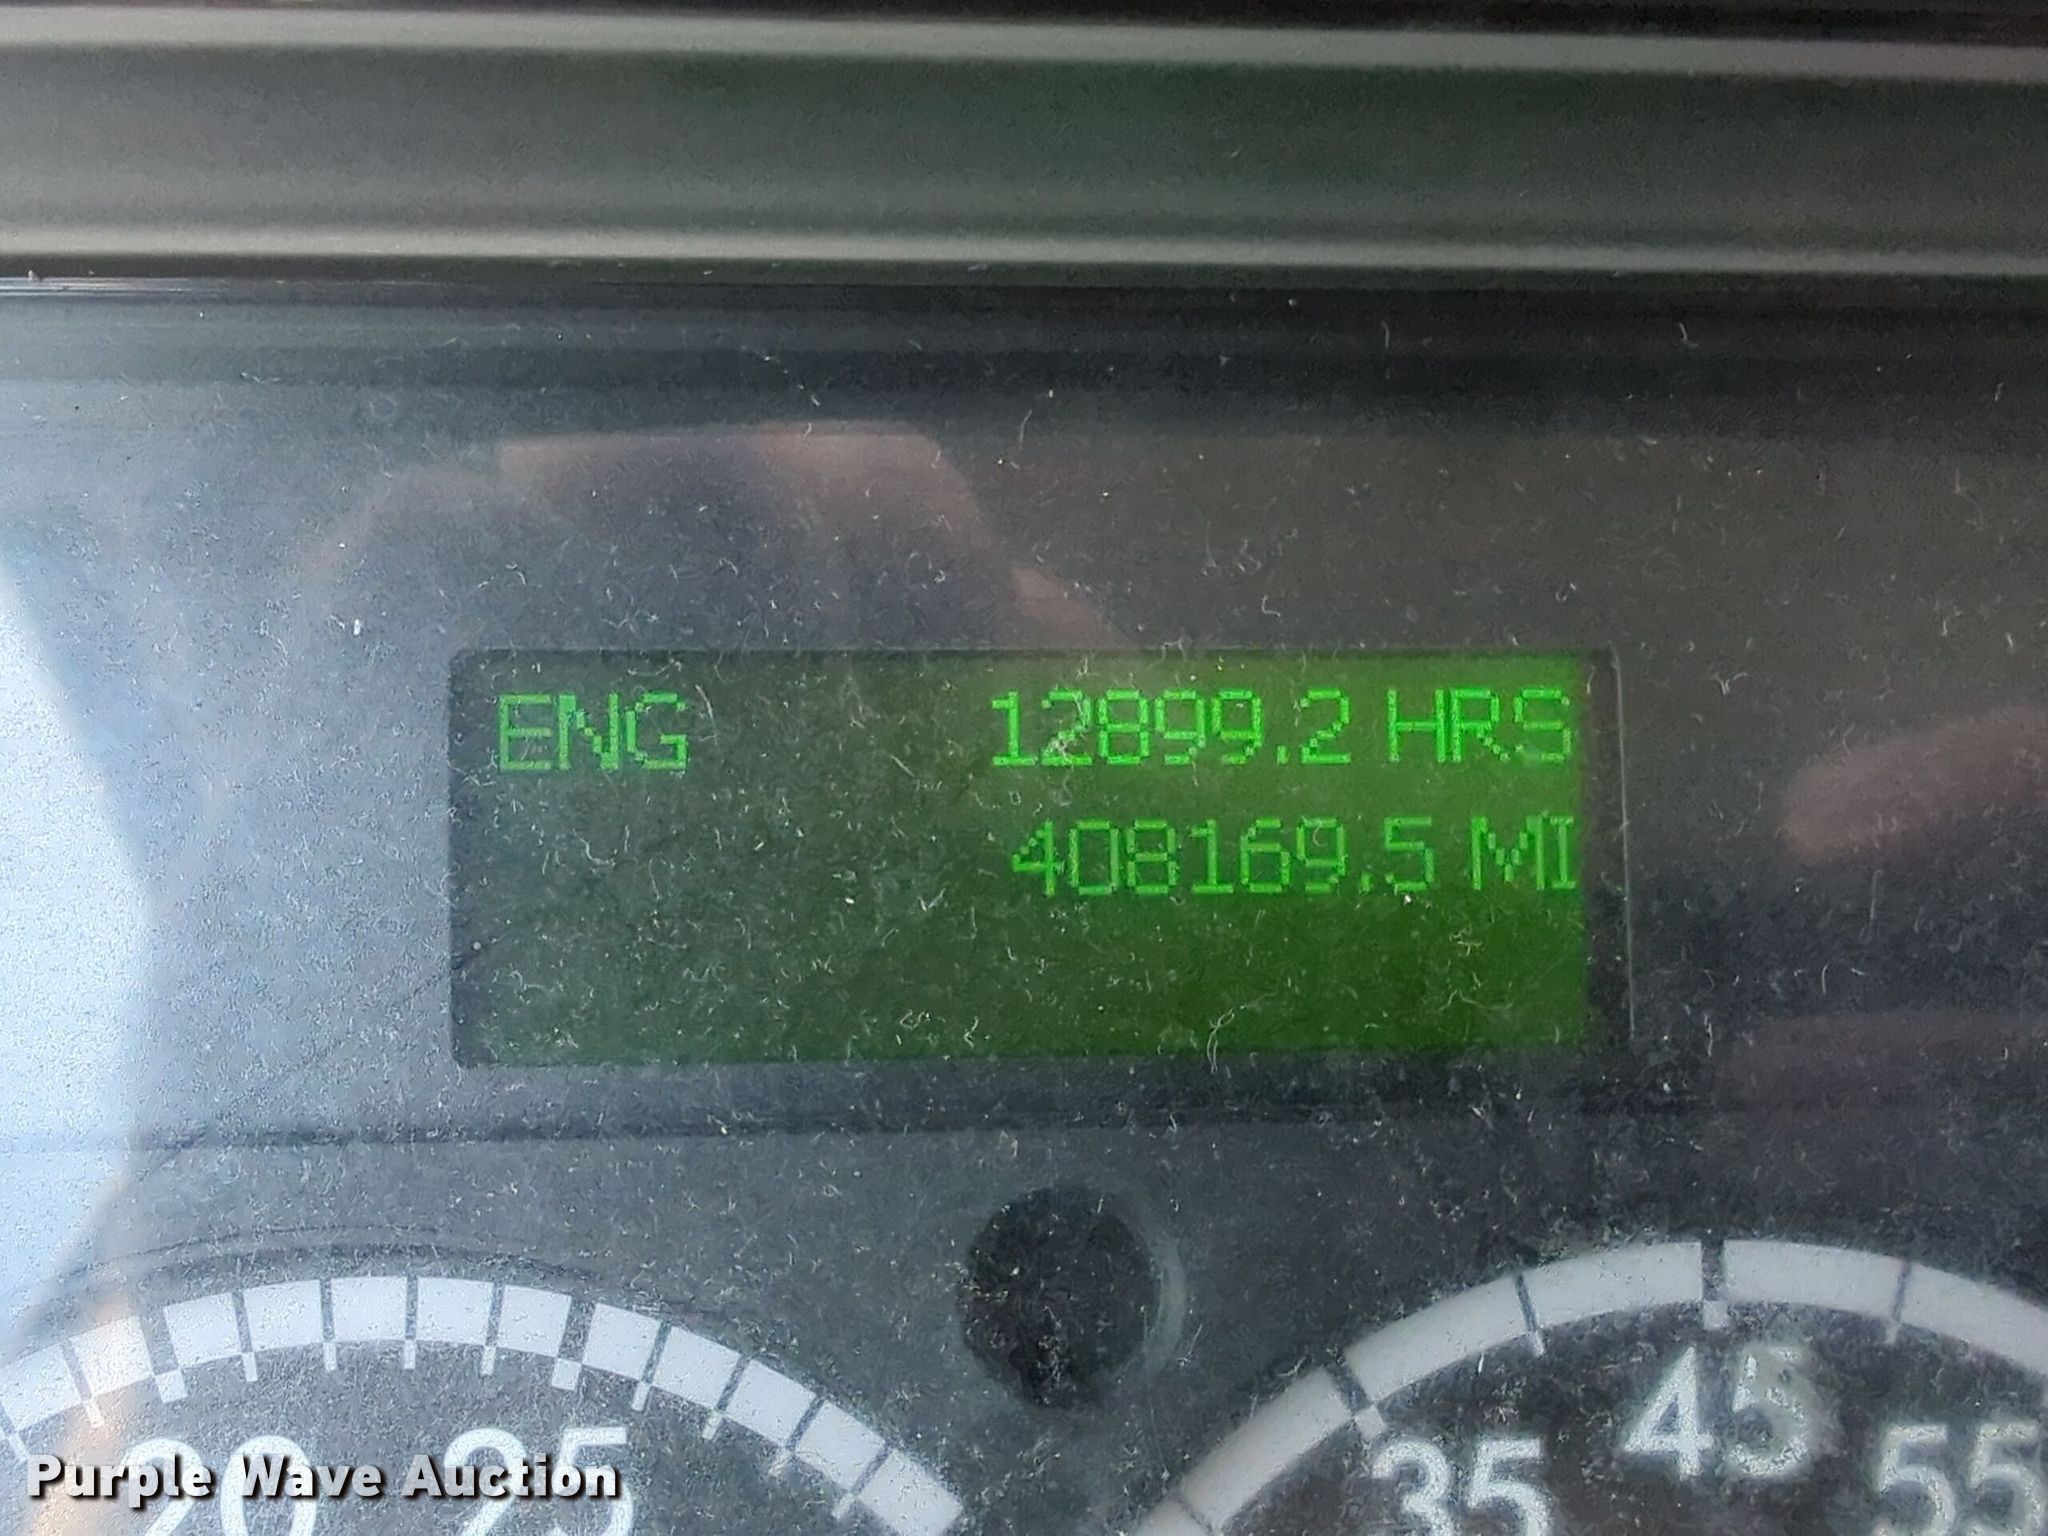 ENG 12899.2 HRS
408169.5 MI
20 25
35 45 55
Purple Wave Auction